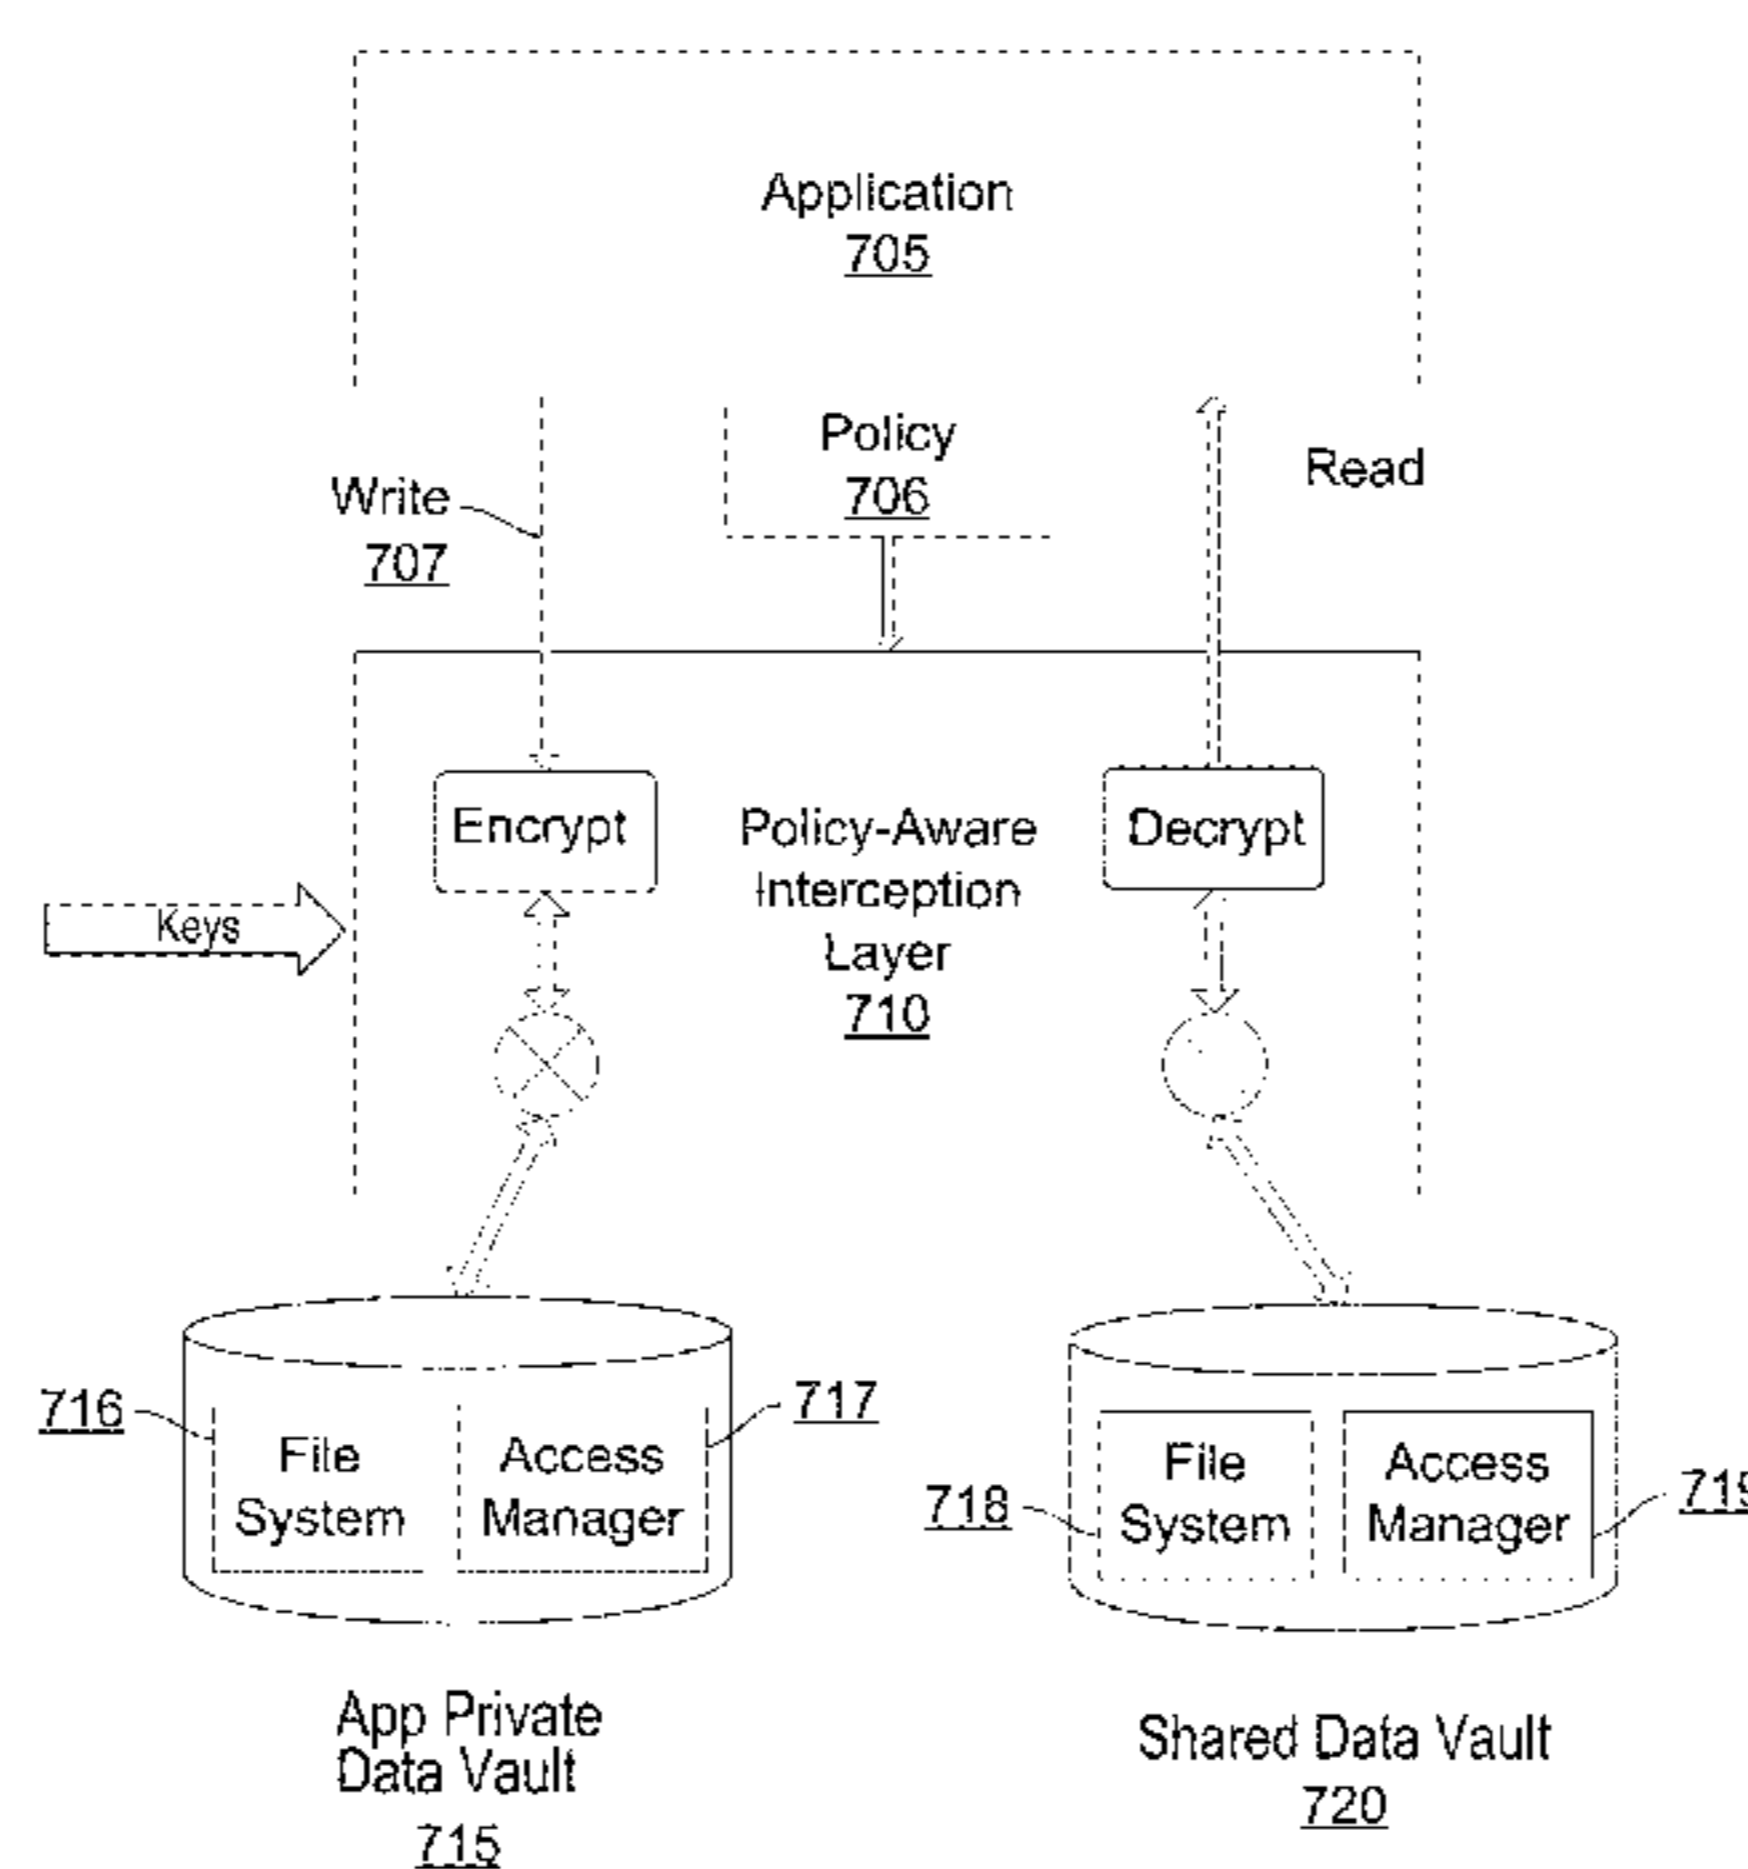 Application
705
Policy
706
Write
707
Read
Encrypt
Policy-Aware
Interception
Layer
710
Decrypt
Keys
716
File
System
Access
Manager
717
718
File
System
Access
Manager
App Private
Data Vault
715
Shared Data Vault
720